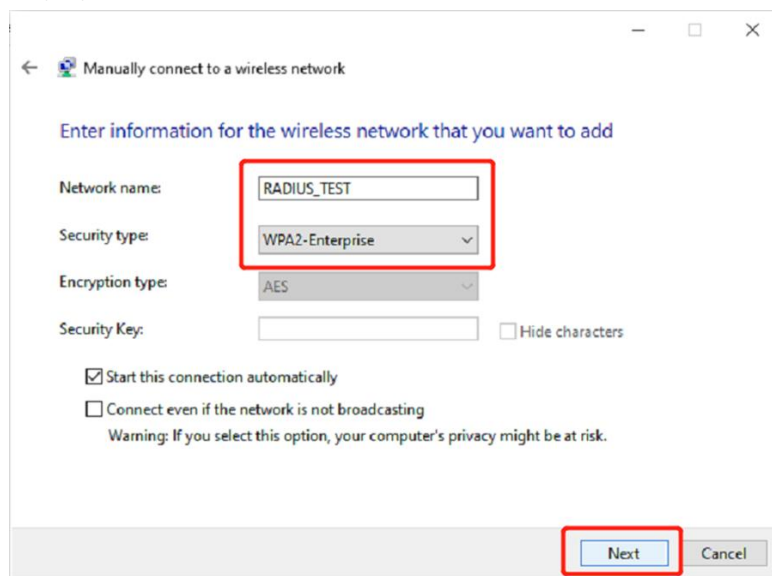 Manually connect to a wireless network
Enter information for the wireless network that you want to add
Network name: RADIUS_TEST
Security type: WPA2-Enterprise
Encryption type: AES
Security Key:
Hide characters
Start this connection automatically
Connect even if the network is not broadcasting
Warning: If you select this option, your computer's privacy might be at risk.
Next Cancel